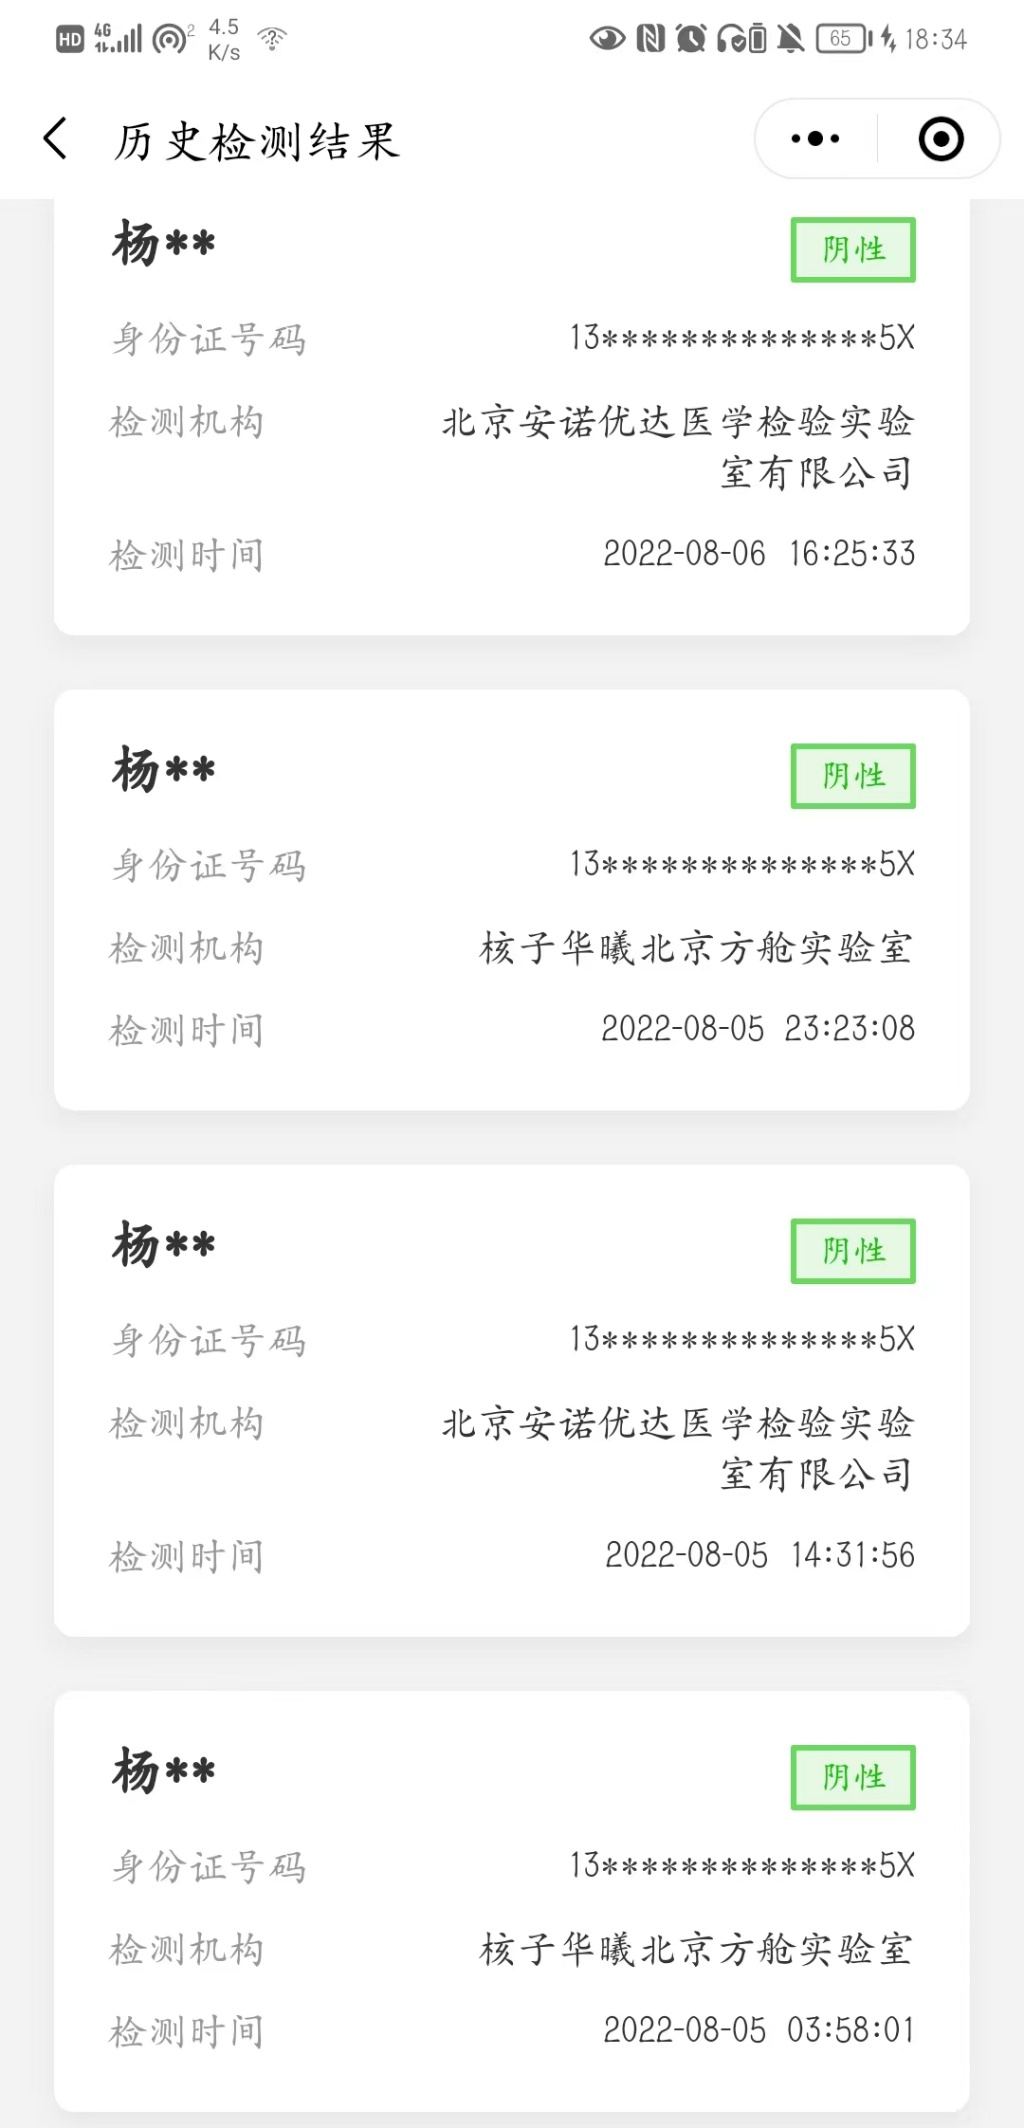 HD 4G 2 4.5 K/s 65 18:34
历史检测结果
杨** 阴性
身份证号码 13**************5X
检测机构 北京安诺优达医学检验实验
室有限公司
检测时间 2022-08-06 16:25:33
杨** 阴性
身份证号码 13**************5X
检测机构 核子华曦北京方舱实验室
检测时间 2022-08-05 23:23:08
杨** 阴性
身份证号码 13**************5X
检测机构 北京安诺优达医学检验实验
室有限公司
检测时间 2022-08-05 14:31:56
杨** 阴性
身份证号码 13**************5X
检测机构 核子华曦北京方舱实验室
检测时间 2022-08-05 03:58:01